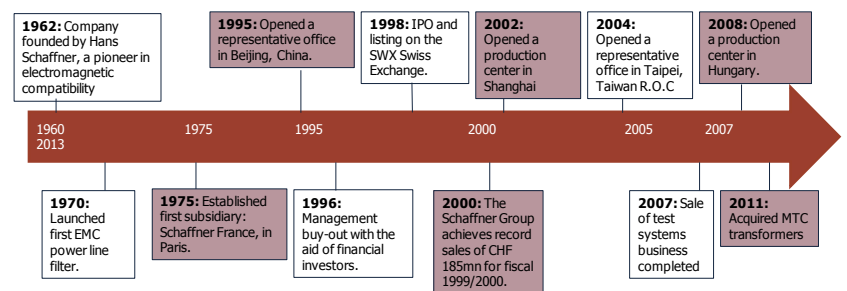 1962: Company
founded by Hans
Schaffner, a pioneer in
electromagnetic
compatibility
1995: Opened a
representative office
in Beijing, China.
1998: IPO and
listing on the
SWX Swiss
Exchange.
2002:
Opened a
production
center in
Shanghai
2004:
Opened a
representative
office in Taipei,
Taiwan R.O.C
2008: Opened
a production
center in
Hungary.
1960 1975 1995 2000 2005 2007
2013
1970:
Launched
first EMC
power line
filter.
1975: Established
first subsidiary:
Schaffner France, in
Paris.
1996:
Management
buy-out with the
aid of financial
investors.
2000: The
Schaffner Group
achieves record
sales of CHF
185mn for fiscal
1999/2000.
2007: Sale
of test
systems
business
completed
2011:
Acquired MTC
transformers